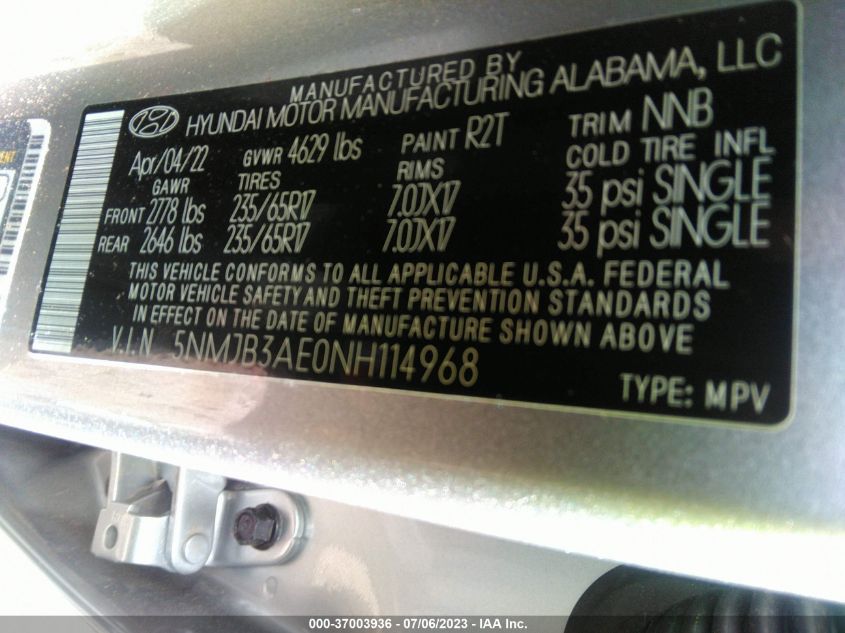 MANUFACTURED BY
HYUNDAI MOTOR MANUFACTURING ALABAMA, LLC
Apr/04/22 GVWR 4629 lbs PAINT R2T TRIM NNB
GAWR TIRES RIMS COLD TIRE INFL
FRONT 2778 lbs 235/65R17 7.0JX17 35 psi SINGLE
REAR 2646 lbs 235/65R17 7.0JX17 35 psi SINGLE
THIS VEHICLE CONFORMS TO ALL APPLICABLE U.S.A. FEDERAL
MOTOR VEHICLE SAFETY AND THEFT PREVENTION STANDARDS
IN EFFECT ON THE DATE OF MANUFACTURE SHOWN ABOVE
V.I.N 5NMJB3AE0NH114968
TYPE: MPV
000-37003936 - 07/06/2023 - IAA Inc.